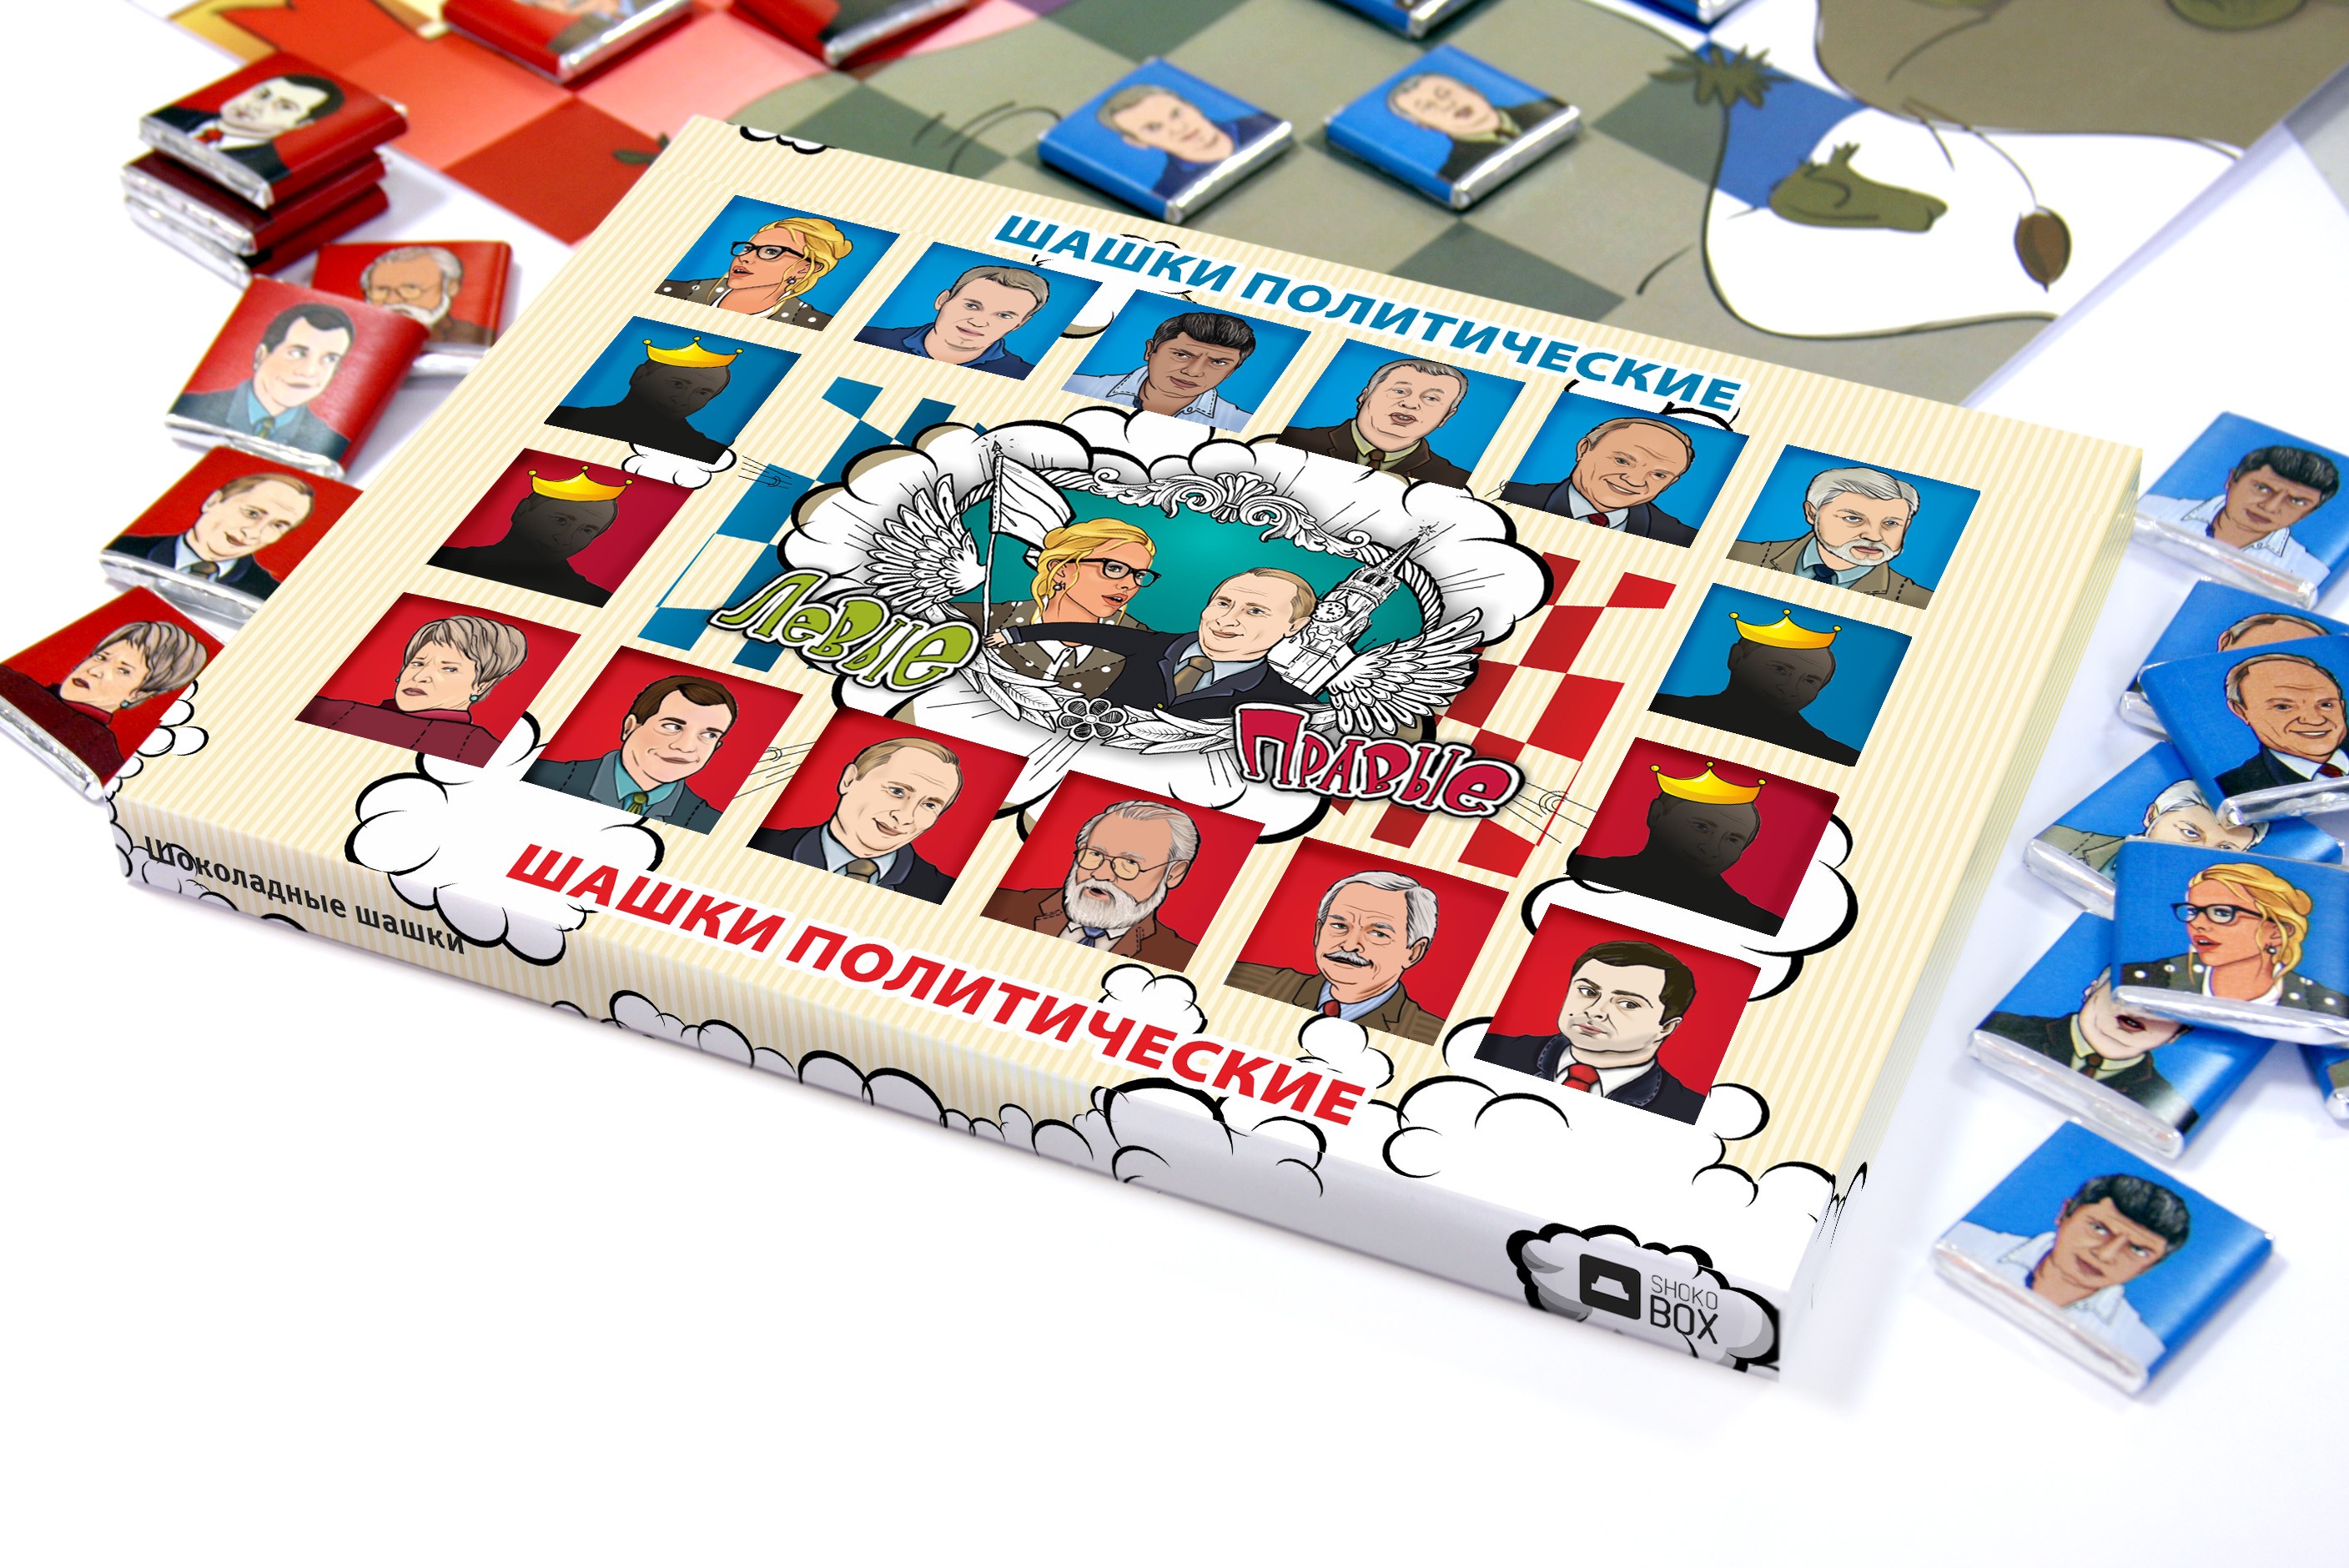 ШАШКИ ПОЛИТИЧЕСКИЕ
Левые
Правые
ШАШКИ ПОЛИТИЧЕСКИЕ
Шоколадные шашки
SHOKO
BOX